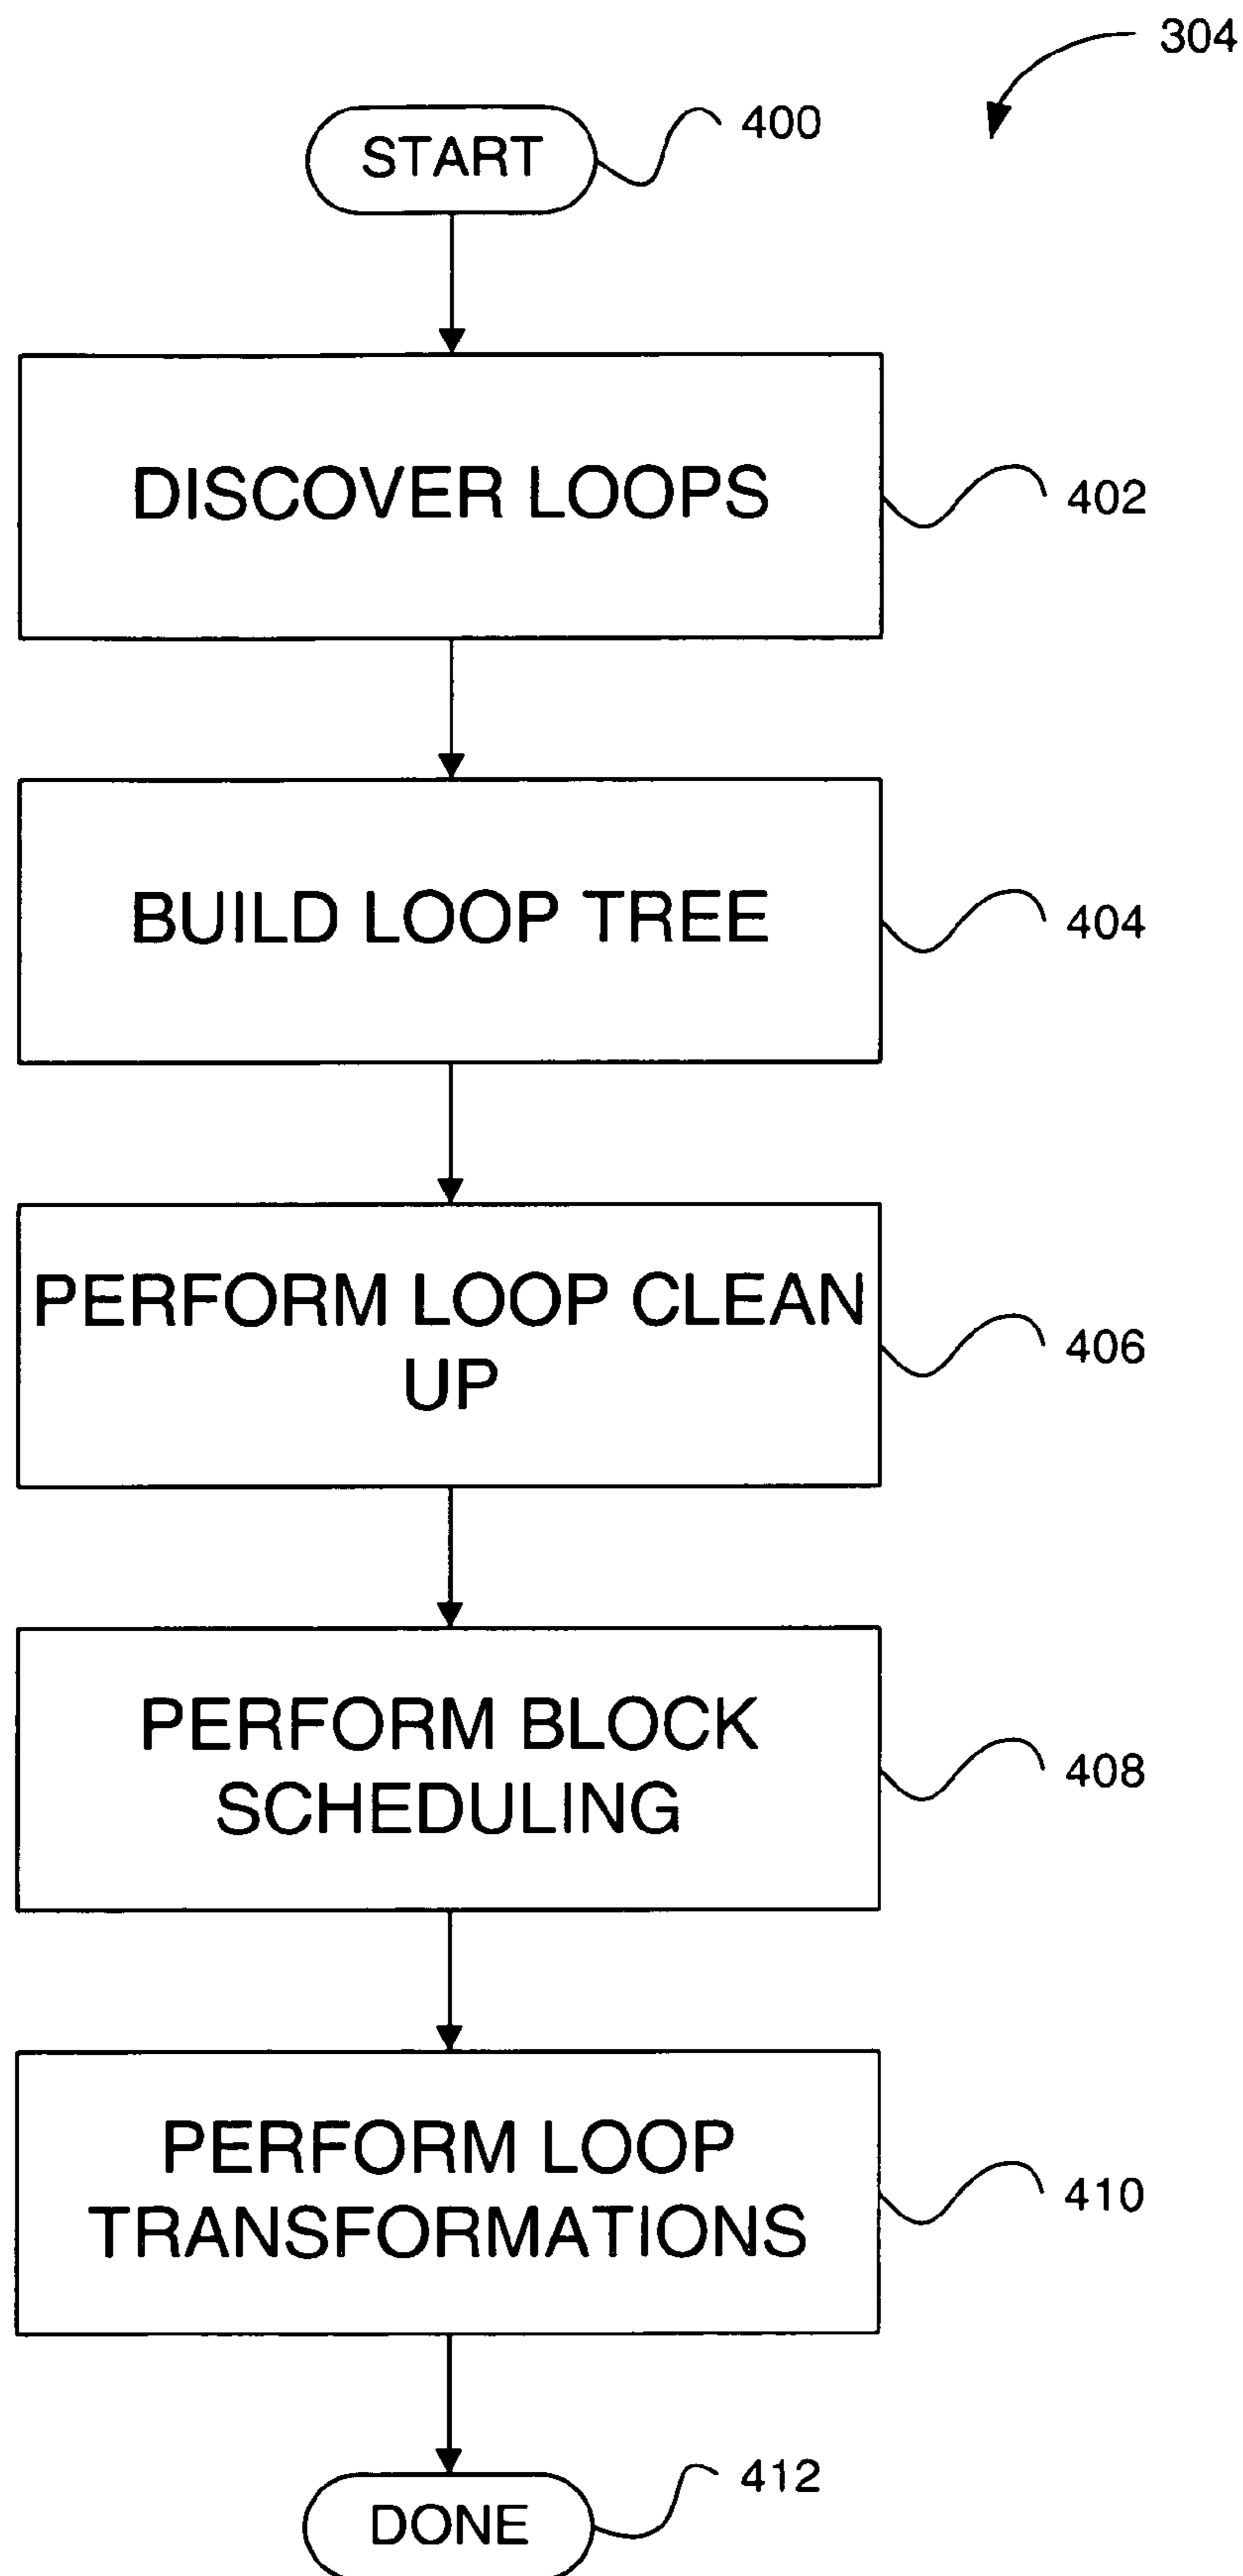 304
START
400
DISCOVER LOOPS
402
BUILD LOOP TREE
404
PERFORM LOOP CLEAN
UP
406
PERFORM BLOCK
SCHEDULING
408
PERFORM LOOP
TRANSFORMATIONS
410
DONE
412